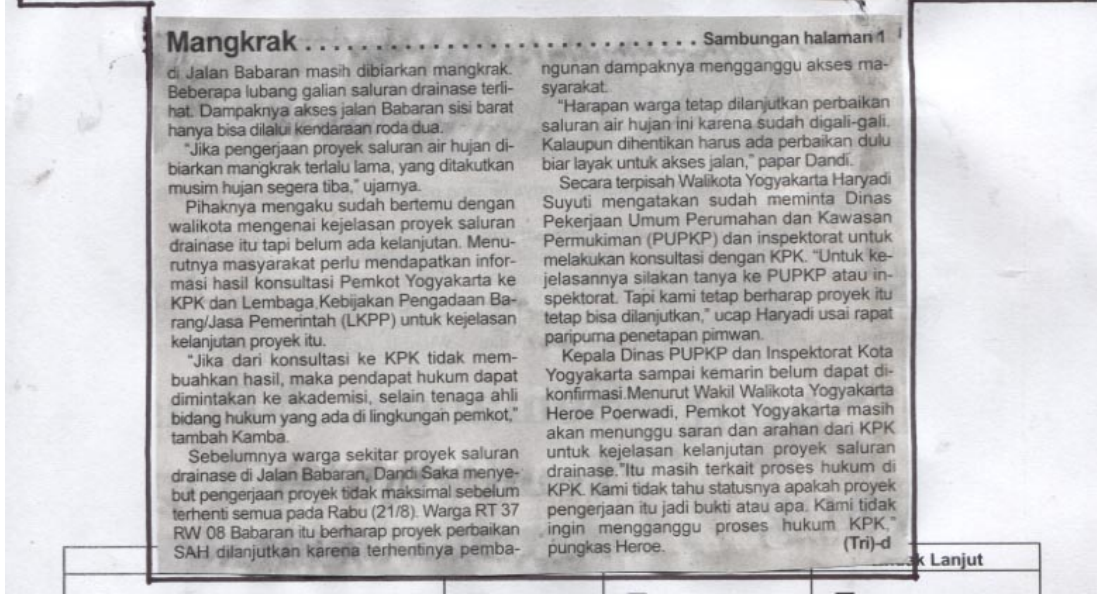 Mangkrak . . . . . . . . . . . . . . . . . . . . . . . . . . . . Sambungan halaman 1
di Jalan Babaran masih dibiarkan mangkrak.
Beberapa lubang galian saluran drainase terli-
hat. Dampaknya akses jalan Babaran sisi barat
hanya bisa dilalui kendaraan roda dua.
"Jika pengerjaan proyek saluran air hujan di-
biarkan mangkrak terlalu lama, yang ditakutkan
musim hujan segera tiba," ujarnya.
Pihaknya mengaku sudah bertemu dengan
walikota mengenai kejelasan proyek saluran
drainase itu tapi belum ada kelanjutan. Menu-
rutnya masyarakat perlu mendapatkan infor-
masi hasil konsultasi Pemkot Yogyakarta ke
KPK dan Lembaga Kebijakan Pengadaan Ba-
rang/Jasa Pemerintah (LKPP) untuk kejelasan
kelanjutan proyek itu.
"Jika dari konsultasi ke KPK tidak mem-
buahkan hasil, maka pendapat hukum dapat
dimintakan ke akademisi, selain tenaga ahli
bidang hukum yang ada di lingkungan pemkot,"
tambah Kamba.
Sebelumnya warga sekitar proyek saluran
drainase di Jalan Babaran, Dandi Saka menye-
but pengerjaan proyek tidak maksimal sebelum
terhenti semua pada Rabu (21/8). Warga RT 37
RW 08 Babaran itu berharap proyek perbaikan
SAH dilanjutkan karena terhentinya pemba-
ngunan dampaknya mengganggu akses ma-
syarakat.
"Harapan warga tetap dilanjutkan perbaikan
saluran air hujan ini karena sudah digali-gali.
Kalaupun dihentikan harus ada perbaikan dulu
biar layak untuk akses jalan," papar Dandi.
Secara terpisah Walikota Yogyakarta Haryadi
Suyuti mengatakan sudah meminta Dinas
Pekerjaan Umum Perumahan dan Kawasan
Permukiman (PUPKP) dan inspektorat untuk
melakukan konsultasi dengan KPK. "Untuk ke-
jelasannya silakan tanya ke PUPKP atau in-
spektorat. Tapi kami tetap berharap proyek itu
tetap bisa dilanjutkan," ucap Haryadi usai rapat
paripurna penetapan pimwan.
Kepala Dinas PUPKP dan Inspektorat Kota
Yogyakarta sampai kemarin belum dapat di-
konfirmasi.Menurut Wakil Walikota Yogyakarta
Heroe Poerwadi, Pemkot Yogyakarta masih
akan menunggu saran dan arahan dari KPK
untuk kejelasan kelanjutan proyek saluran
drainase."Itu masih terkait proses hukum di
KPK. Kami tidak tahu statusnya apakah proyek
pengerjaan itu jadi bukti atau apa. Kami tidak
ingin mengganggu proses hukum KPK,"
pungkas Heroe. (Tri)-d
Lanjut